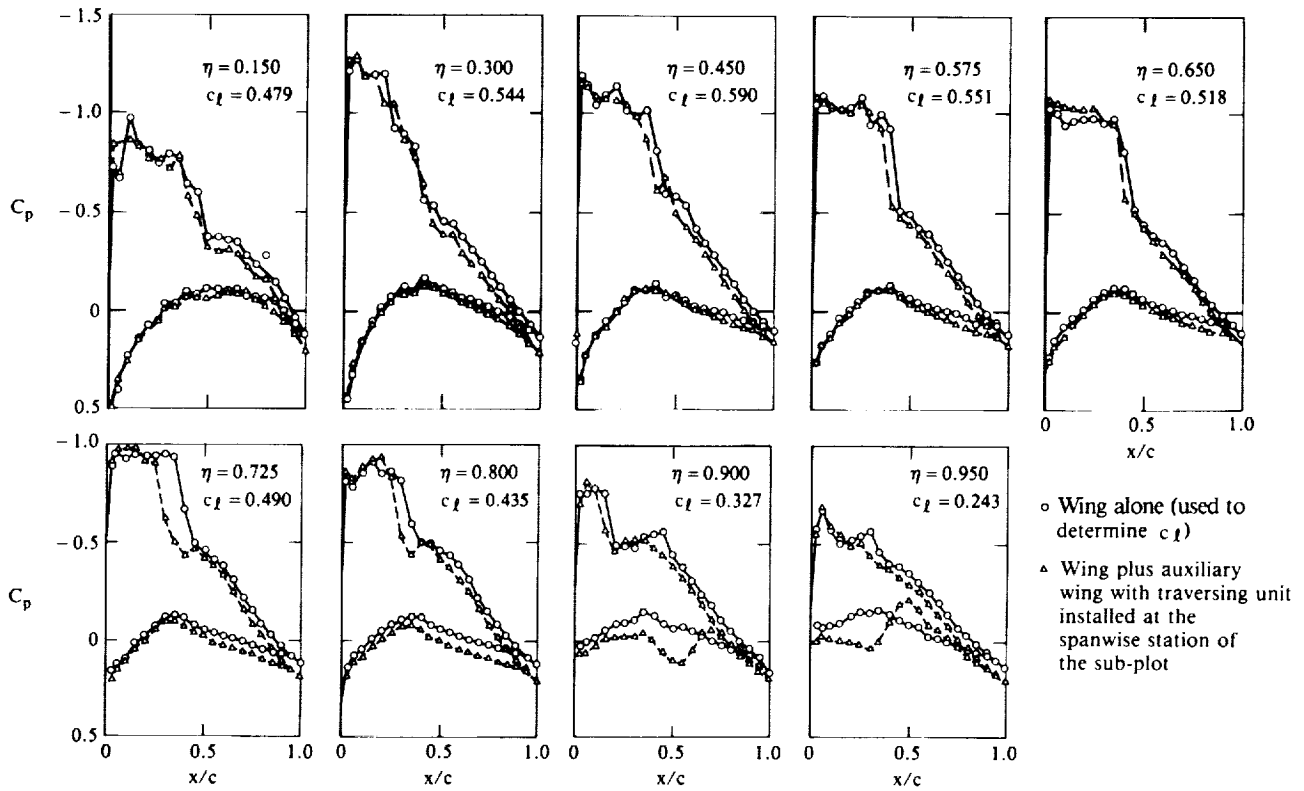 - 1.5
- 1.0
- 0.5
0
0.5
C_p
η = 0.150
c_ℓ = 0.479
η = 0.300
c_ℓ = 0.544
η = 0.450
c_ℓ = 0.590
η = 0.575
c_ℓ = 0.551
η = 0.650
c_ℓ = 0.518
0
0.5
1.0
x/c
- 1.0
- 0.5
0
0.5
C_p
η = 0.725
c_ℓ = 0.490
η = 0.800
c_ℓ = 0.435
η = 0.900
c_ℓ = 0.327
η = 0.950
c_ℓ = 0.243
0
0.5
1.0
x/c
0
0.5
1.0
x/c
0
0.5
1.0
x/c
0
0.5
1.0
x/c
○ Wing alone (used to
determine c_ℓ)
△ Wing plus auxiliary
wing with traversing unit
installed at the
spanwise station of
the sub-plot